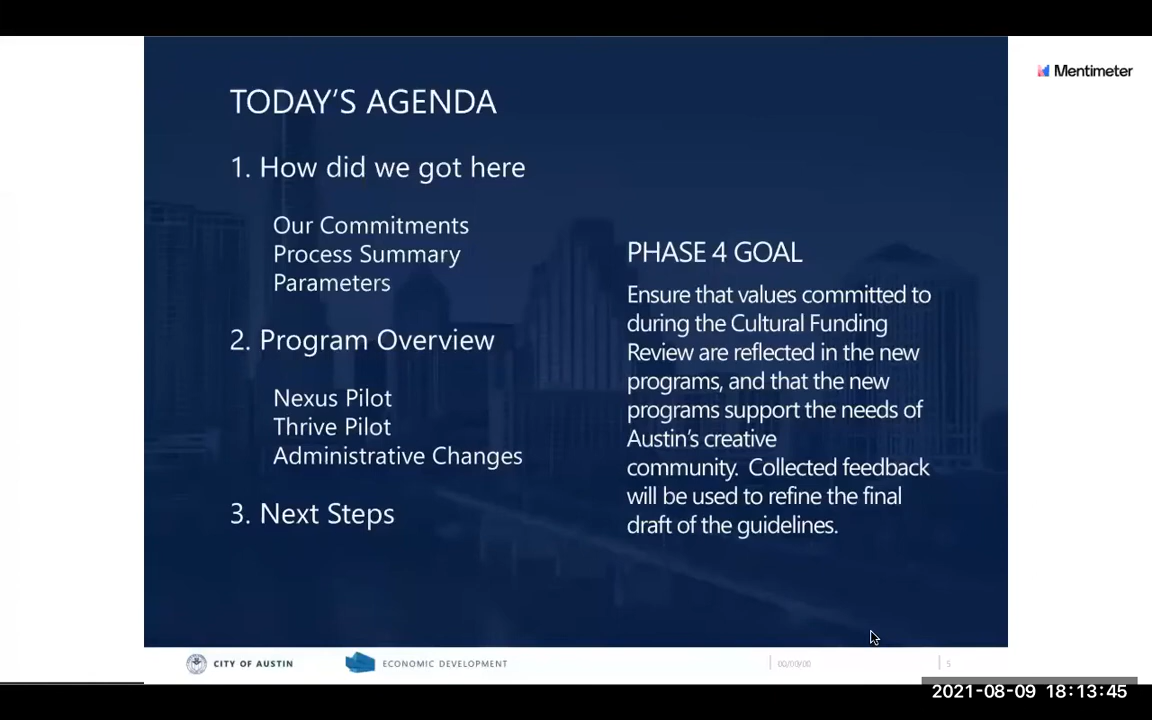 Mentimeter
TODAY'S AGENDA
1. How did we got here
Our Commitments
Process Summary
Parameters
2. Program Overview
Nexus Pilot
Thrive Pilot
Administrative Changes
3. Next Steps
PHASE 4 GOAL
Ensure that values committed to
during the Cultural Funding
Review are reflected in the new
programs, and that the new
programs support the needs of
Austin's creative
community.  Collected feedback
will be used to refine the final
draft of the guidelines.
CITY OF AUSTIN
ECONOMIC DEVELOPMENT
00/00/00
5
2021-08-09 18:13:45